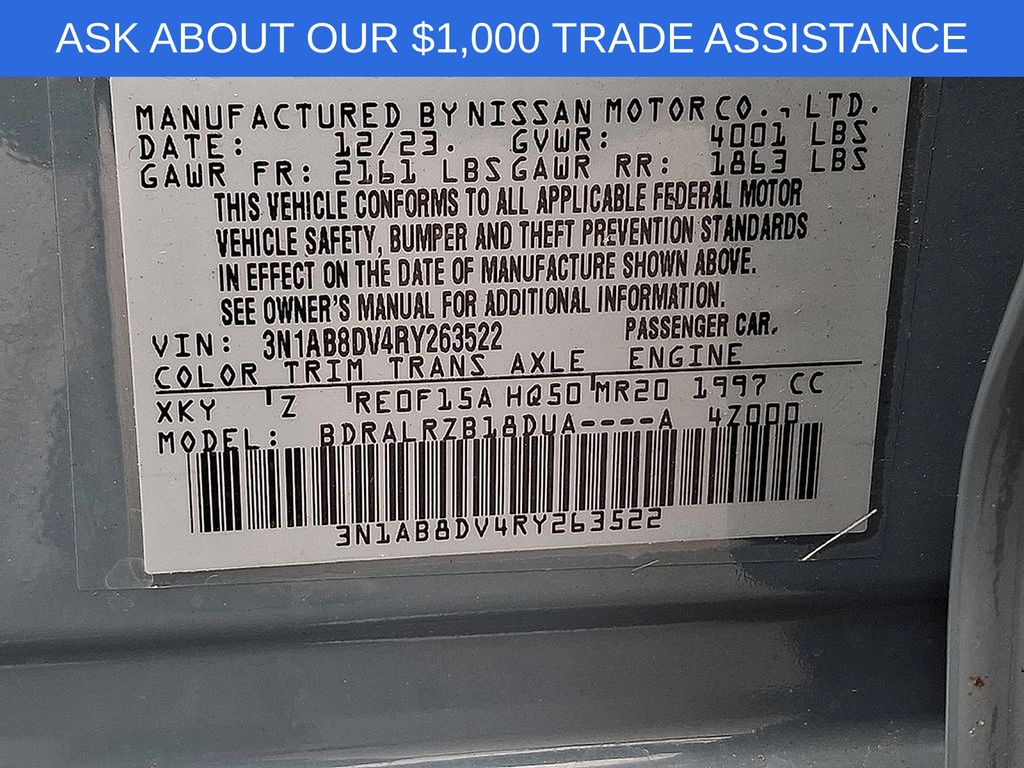 ASK ABOUT OUR $1,000 TRADE ASSISTANCE
MANUFACTURED BY NISSAN MOTOR CO., LTD.
DATE: 12/23. GVWR: 4001 LBS
GAWR FR: 2161 LBS GAWR RR: 1863 LBS
THIS VEHICLE CONFORMS TO ALL APPLICABLE FEDERAL MOTOR
VEHICLE SAFETY, BUMPER AND THEFT PREVENTION STANDARDS
IN EFFECT ON THE DATE OF MANUFACTURE SHOWN ABOVE.
SEE OWNER'S MANUAL FOR ADDITIONAL INFORMATION.
VIN: 3N1AB8DV4RY263522 PASSENGER CAR.
COLOR TRIM TRANS AXLE ENGINE
XKY Z RE0F15A HQ50 MR20 1997 CC
MODEL: BDRALRZB18DUA----A 4Z000
3N1AB8DV4RY263522